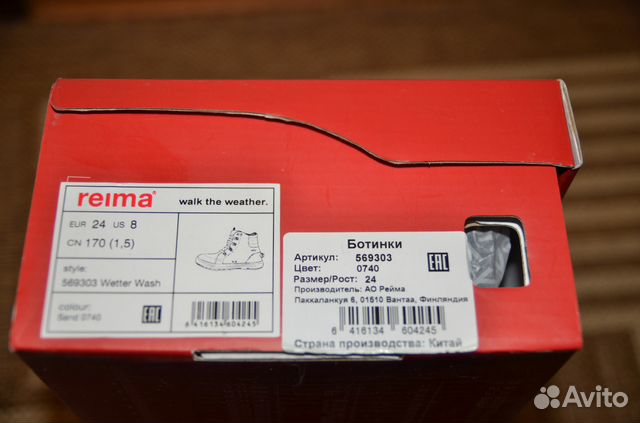 reima®
walk the weather.
EUR 24 US 8
CN 170 (1,5)
style:
569303 Wetter Wash
colour:
Sand 0740
EAC
6 416134 604245
Ботинки
Артикул: 569303
Цвет: 0740
Размер/Рост: 24
Производитель: АО Рейма
Паккаланкуя 6, 01510 Вантаа, Финляндия
EAC
6 416134 604245
Страна производства: Китай
Avito